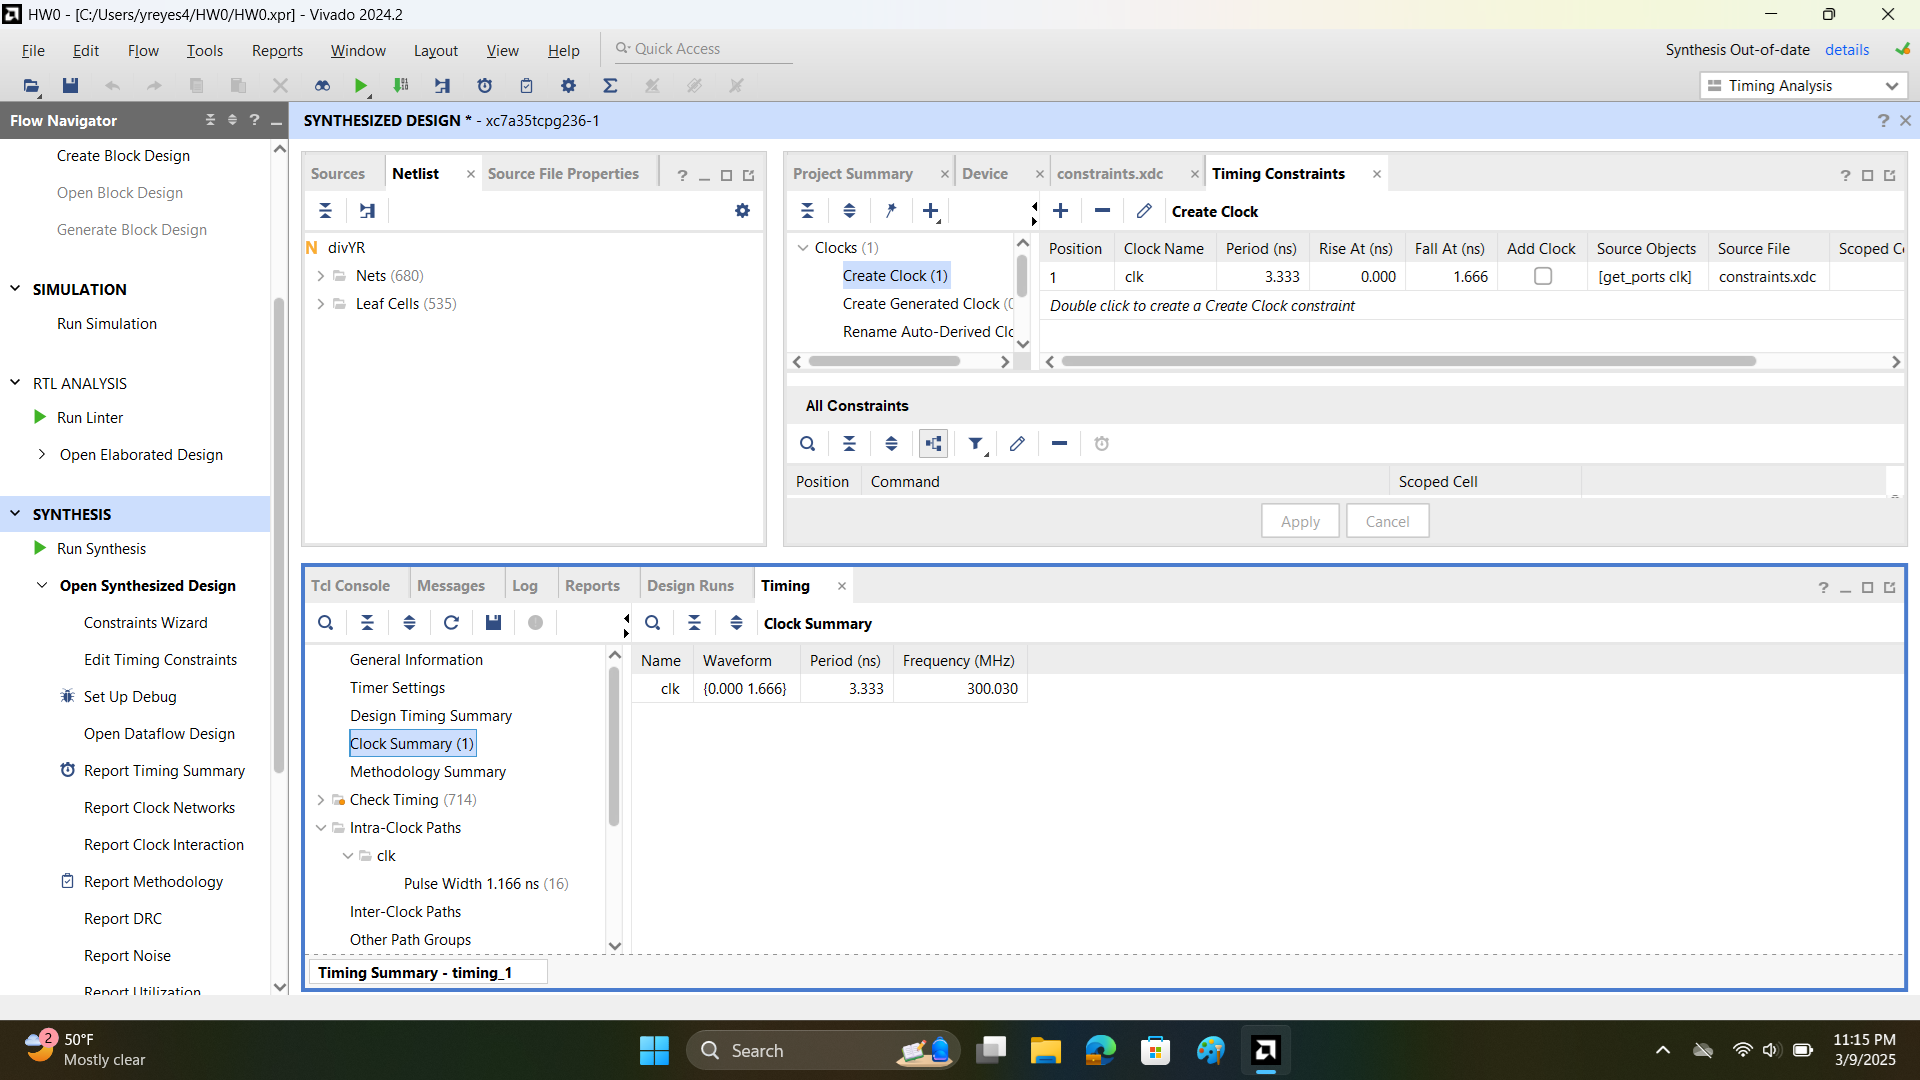 HW0 - [C:/Users/yreyes4/HW0/HW0.xpr] - Vivado 2024.2
File Edit Flow Tools Reports Window Layout View Help Quick Access
Synthesis Out-of-date details
Timing Analysis
Flow Navigator ?
SYNTHESIZED DESIGN * - xc7a35tcpg236-1 ?
Create Block Design
Open Block Design
Generate Block Design
SIMULATION
Run Simulation
RTL ANALYSIS
Run Linter
Open Elaborated Design
SYNTHESIS
Run Synthesis
Open Synthesized Design
Constraints Wizard
Edit Timing Constraints
Set Up Debug
Open Dataflow Design
Report Timing Summary
Report Clock Networks
Report Clock Interaction
Report Methodology
Report DRC
Report Noise
Report Utilization
Sources Netlist Source File Properties ?
N divYR
Nets (680)
Leaf Cells (535)
Project Summary Device constraints.xdc Timing Constraints ?
Create Clock
Clocks (1)
Create Clock (1)
Create Generated Clock (0
Rename Auto-Derived Clo
Position Clock Name Period (ns) Rise At (ns) Fall At (ns) Add Clock Source Objects Source File Scoped Ce
1 clk 3.333 0.000 1.666 [get_ports clk] constraints.xdc
Double click to create a Create Clock constraint
All Constraints
Position Command Scoped Cell
Apply Cancel
Tcl Console Messages Log Reports Design Runs Timing ?
Clock Summary
General Information
Timer Settings
Design Timing Summary
Clock Summary (1)
Methodology Summary
Check Timing (714)
Intra-Clock Paths
clk
Pulse Width 1.166 ns (16)
Inter-Clock Paths
Other Path Groups
Name Waveform Period (ns) Frequency (MHz)
clk {0.000 1.666} 3.333 300.030
Timing Summary - timing_1
2
50°F
Mostly clear
Search
11:15 PM
3/9/2025